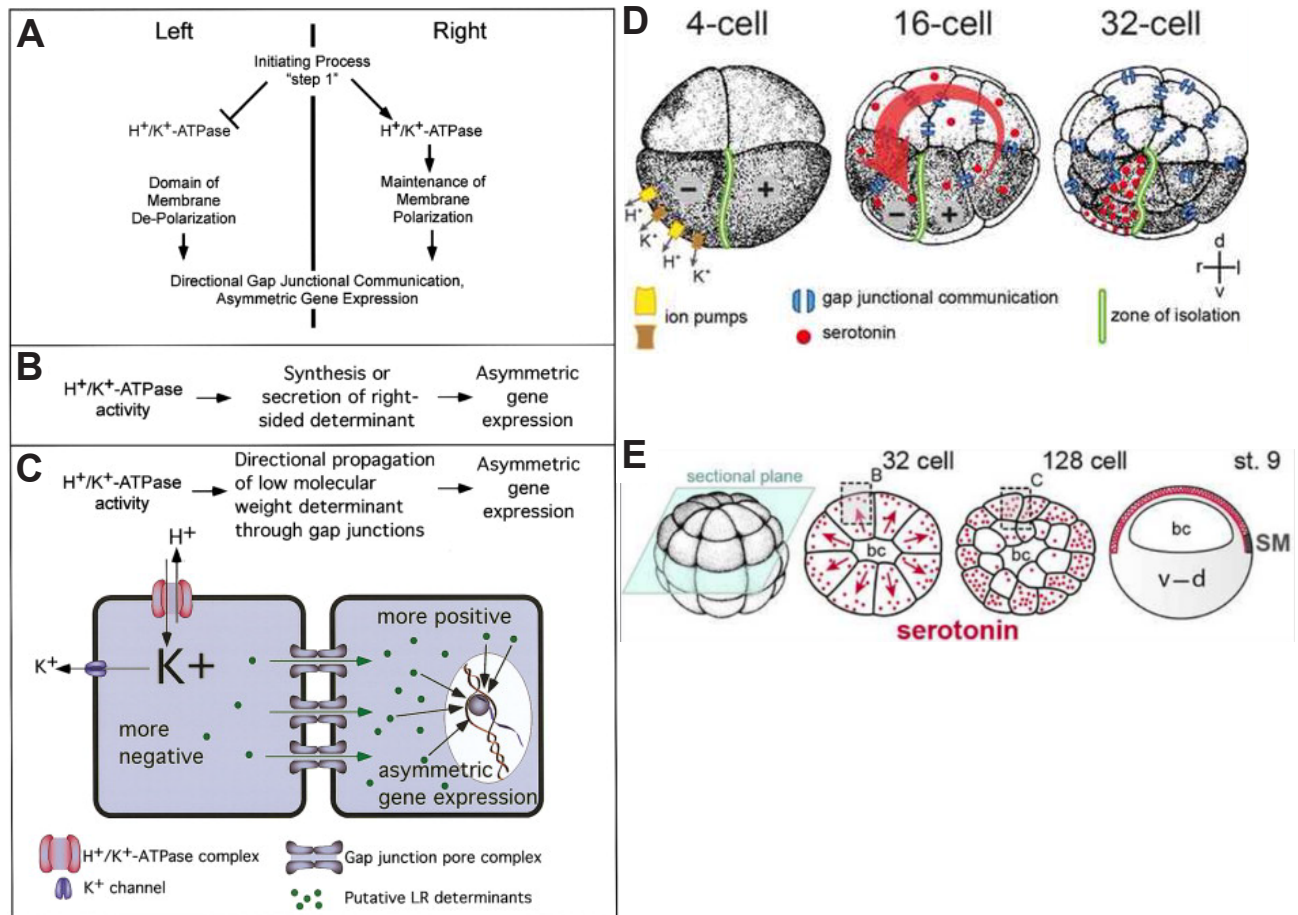 A
Left
Right
Initiating Process
“step 1”
H+/K+-ATPase
H+/K+-ATPase
Domain of
Membrane
De-Polarization
Maintenance of
Membrane
Polarization
Directional Gap Junctional Communication,
Asymmetric Gene Expression
B
H+/K+-ATPase
activity
Synthesis or
secretion of right-
sided determinant
Asymmetric
gene
expression
C
H+/K+-ATPase
activity
Directional propagation
of low molecular
weight determinant
through gap junctions
Asymmetric
gene
expression
H+
K+
K+
more
negative
more positive
asymmetric
gene expression
H+/K+-ATPase complex
K+ channel
Gap junction pore complex
Putative LR determinants
D
4-cell
16-cell
32-cell
−
+
−
+
H+
K+
H+
K+
d
r
l
v
ion pumps
gap junctional communication
serotonin
zone of isolation
E
sectional plane
32 cell
128 cell
st. 9
B
C
bc
bc
bc
SM
v–d
serotonin